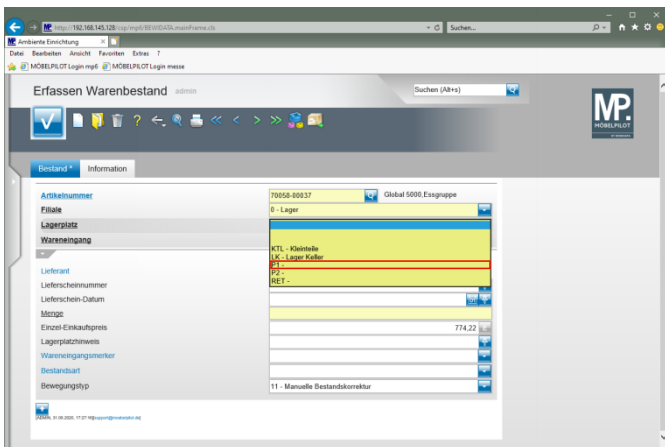 http://192.168.145.128/csp/mp6/BEWIDATA.mainFrame.cls
Suchen...
MP Ambiente Einrichtung
Datei Bearbeiten Ansicht Favoriten Extras ?
MÖBELPILOT Login mp6 MÖBELPILOT Login messe
Erfassen Warenbestand admin
Suchen (Alt+s)
MP.
MÖBELPILOT
Bestand * Information
Artikelnummer 70058-00037 Global 5000,Essgruppe
Filiale 0 - Lager
Lagerplatz
Wareneingang
KTL - Kleinteile
LK - Lager Keller
P1 -
P2 -
RET -
Lieferant
Lieferscheinnummer
Lieferschein-Datum
Menge
Einzel-Einkaufspreis 774,22
Lagerplatzhinweis
Wareneingangsmerker
Bestandsart
Bewegungstyp 11 - Manuelle Bestandskorrektur